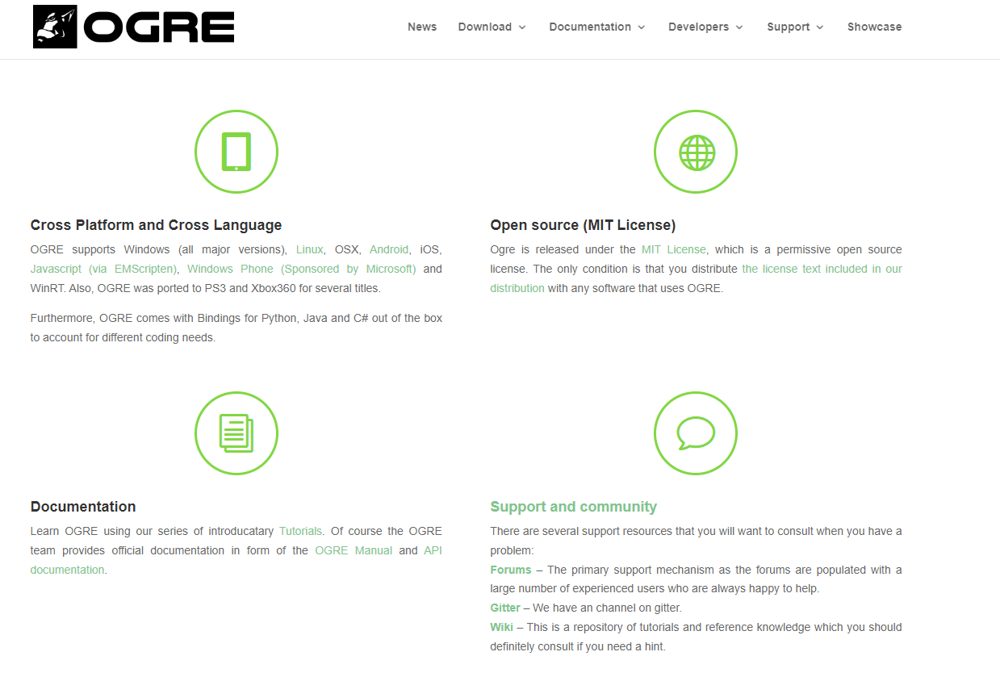 OGRE
News Download Documentation Developers Support Showcase
Cross Platform and Cross Language
OGRE supports Windows (all major versions), Linux, OSX, Android, iOS,
Javascript (via EMScripten), Windows Phone (Sponsored by Microsoft) and
WinRT. Also, OGRE was ported to PS3 and Xbox360 for several titles.
Furthermore, OGRE comes with Bindings for Python, Java and C# out of the box
to account for different coding needs.
Open source (MIT License)
Ogre is released under the MIT License, which is a permissive open source
license. The only condition is that you distribute the license text included in our
distribution with any software that uses OGRE.
Documentation
Learn OGRE using our series of introducatary Tutorials. Of course the OGRE
team provides official documentation in form of the OGRE Manual and API
documentation.
Support and community
There are several support resources that you will want to consult when you have a
problem:
Forums – The primary support mechanism as the forums are populated with a
large number of experienced users who are always happy to help.
Gitter – We have an channel on gitter.
Wiki – This is a repository of tutorials and reference knowledge which you should
definitely consult if you need a hint.